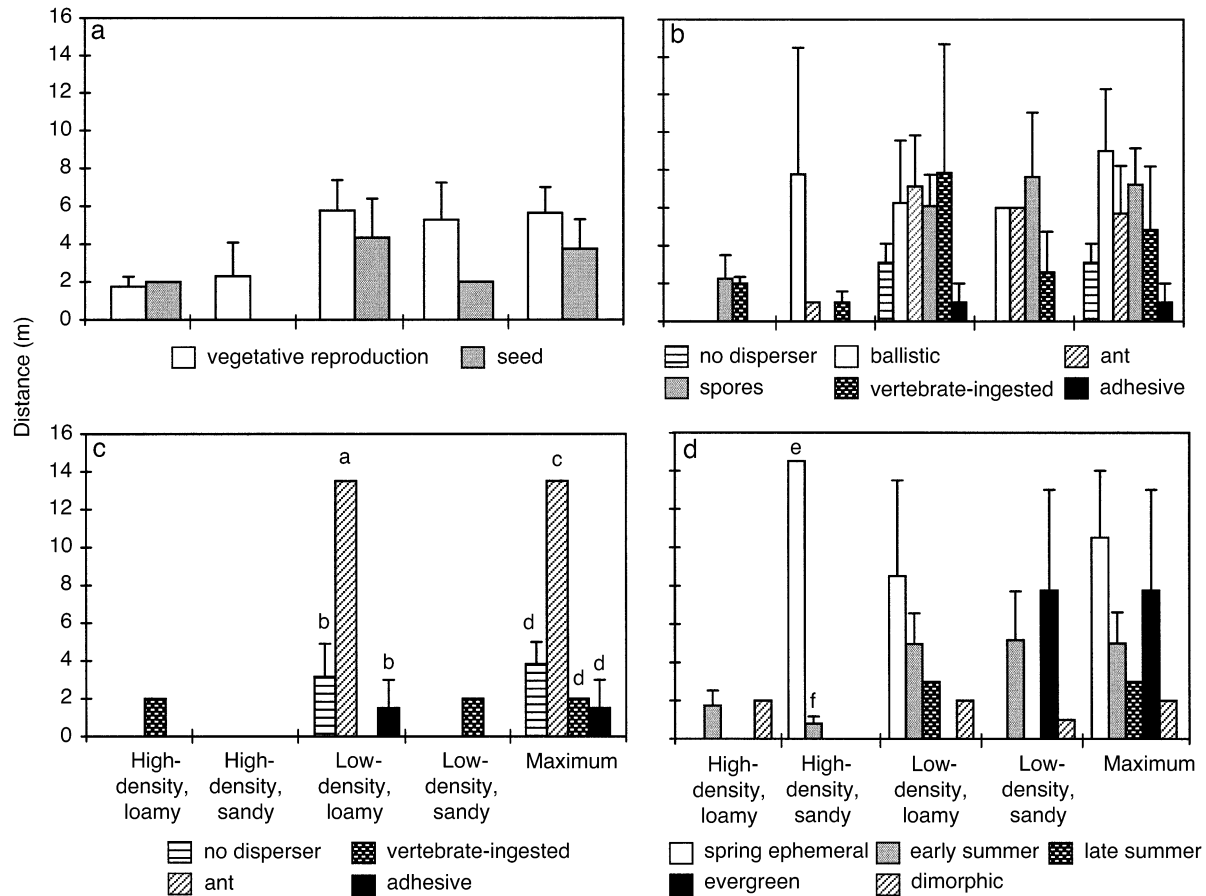 16
14
12
10
8
6
4
2
0
a
vegetative reproduction seed
b
no disperser ballistic ant
spores vertebrate-ingested adhesive
Distance (m)
16
14
12
10
8
6
4
2
0
c
a
b
b
c
d
d
d
High-density, loamy
High-density, sandy
Low-density, loamy
Low-density, sandy
Maximum
no disperser vertebrate-ingested
ant adhesive
d
e
f
High-density, loamy
High-density, sandy
Low-density, loamy
Low-density, sandy
Maximum
spring ephemeral early summer late summer
evergreen dimorphic